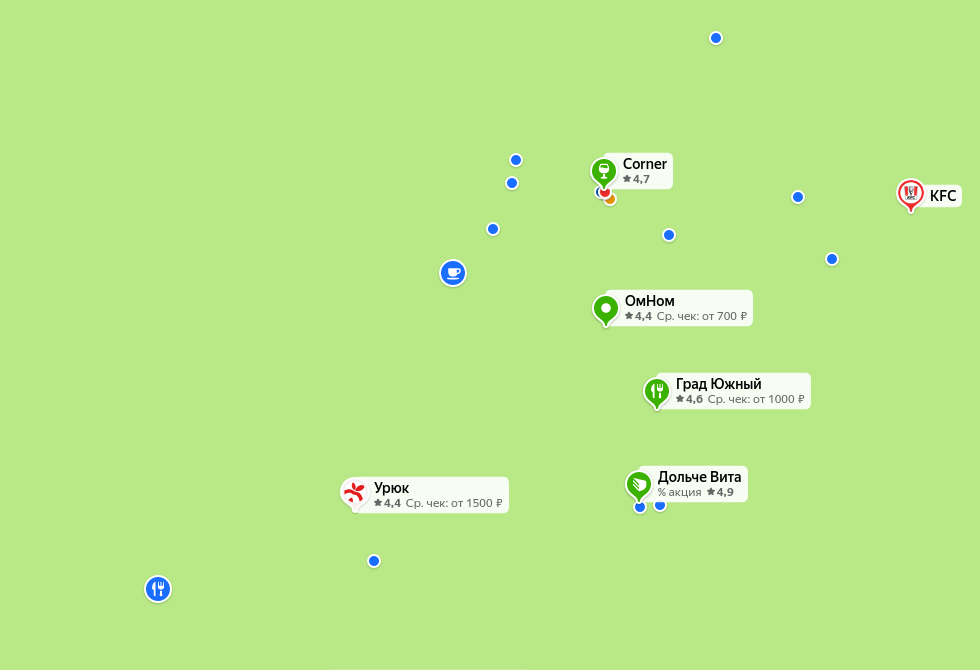 Corner
4,7
KFC
ОмНом
4,4 Ср. чек: от 700 ₽
Град Южный
4,6 Ср. чек: от 1000 ₽
Дольче Вита
% акция 4,9
Урюк
4,4 Ср. чек: от 1500 ₽